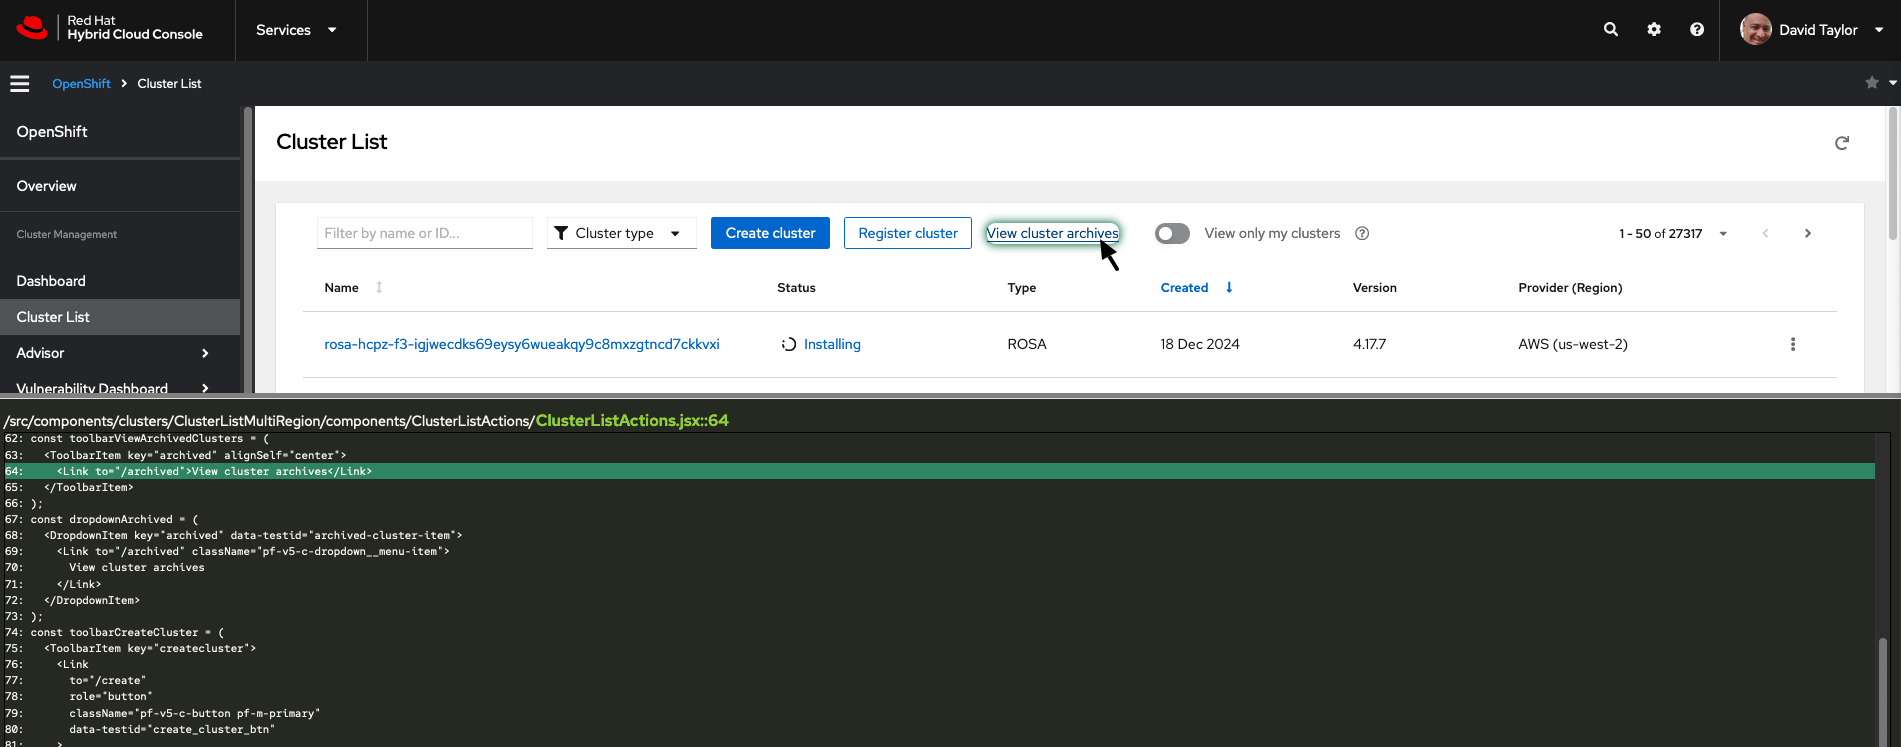 Red Hat
Hybrid Cloud Console
Services
David Taylor
OpenShift > Cluster List
OpenShift
Overview
Cluster Management
Dashboard
Cluster List
Advisor
Vulnerability Dashboard
Cluster List
Filter by name or ID...
Cluster type
Create cluster
Register cluster
View cluster archives
View only my clusters
1 - 50 of 27317
Name Status Type Created Version Provider (Region)
rosa-hcpz-f3-igjwecdks69eysy6wueakqy9c8mxzgtncd7ckkvxi Installing ROSA 18 Dec 2024 4.17.7 AWS (us-west-2)
/src/components/clusters/ClusterListMultiRegion/components/ClusterListActions/ClusterListActions.jsx::64
62: const toolbarViewArchivedClusters = (
63:   <ToolbarItem key="archived" alignSelf="center">
64:     <Link to="/archived">View cluster archives</Link>
65:   </ToolbarItem>
66: );
67: const dropdownArchived = (
68:   <DropdownItem key="archived" data-testid="archived-cluster-item">
69:     <Link to="/archived" className="pf-v5-c-dropdown__menu-item">
70:       View cluster archives
71:     </Link>
72:   </DropdownItem>
73: );
74: const toolbarCreateCluster = (
75:   <ToolbarItem key="createcluster">
76:     <Link
77:       to="/create"
78:       role="button"
79:       className="pf-v5-c-button pf-m-primary"
80:       data-testid="create_cluster_btn"
81:     >